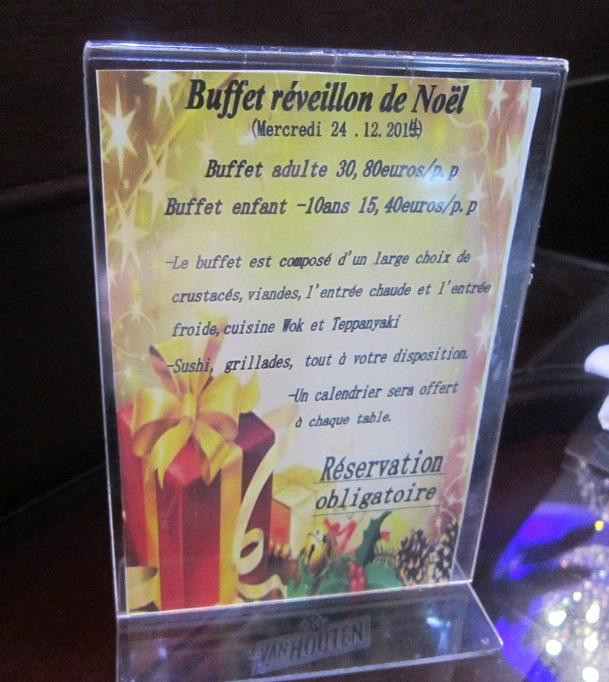 Buffet réveillon de Noël
(Mercredi 24 .12. 2014)
Buffet adulte 30,80euros/p.p
Buffet enfant -10ans 15,40euros/p.p
-Le buffet est composé d'un large choix de
crustacés,viandes,l'entrée chaude et l'entrée
froide,cuisine Wok et Teppanyaki
-Sushi, grillades, tout à votre disposition.
-Un calendrier sera offert
à chaque table.
Réservation
obligatoire
VAN HOUTEN